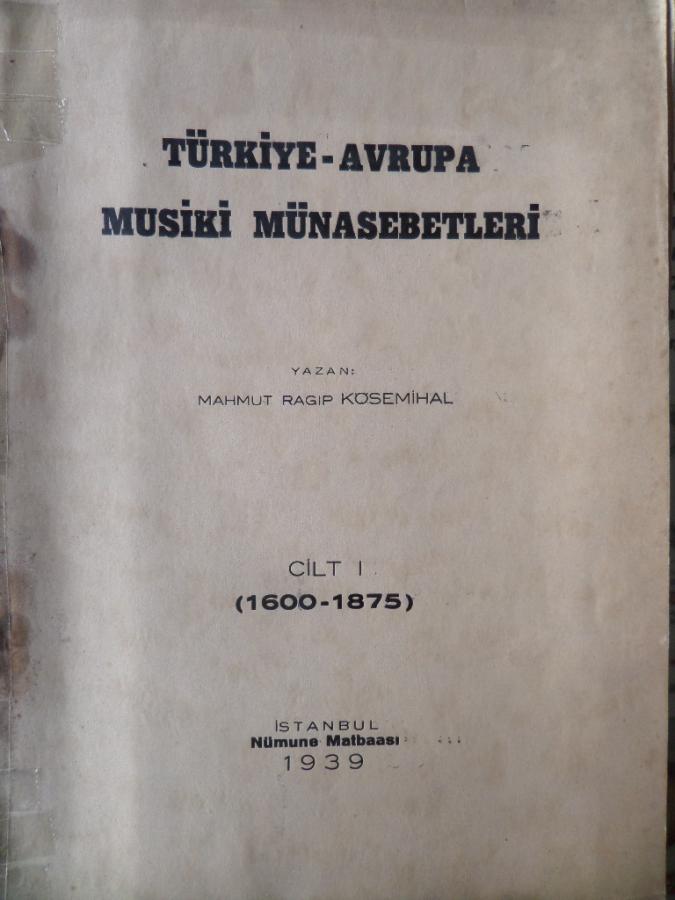 TÜRKİYE-AVRUPA
MUSİKİ MÜNASEBETLERİ
YAZAN:
MAHMUT RAGIP KÖSEMİHAL
CİLT I
(1600-1875)
İSTANBUL
Nümune Matbaası
1939